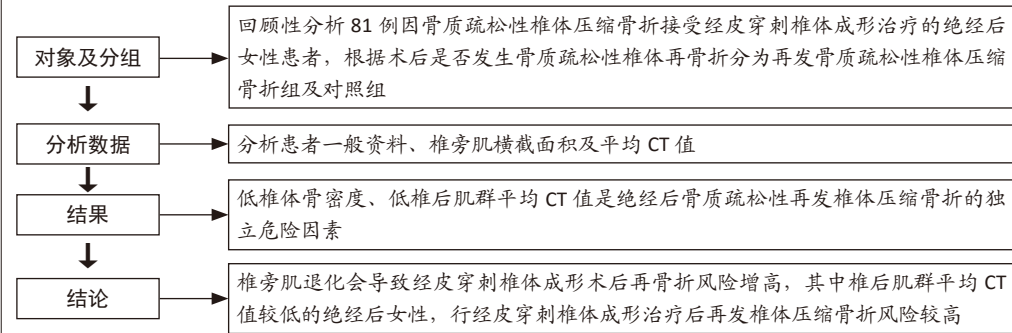 对象及分组
回顾性分析 81 例因骨质疏松性椎体压缩骨折接受经皮穿刺椎体成形治疗的绝经后
女性患者，根据术后是否发生骨质疏松性椎体再骨折分为再发骨质疏松性椎体压缩
骨折组及对照组
分析数据
分析患者一般资料、椎旁肌横截面积及平均 CT 值
结果
低椎体骨密度、低椎后肌群平均 CT 值是绝经后骨质疏松性再发椎体压缩骨折的独
立危险因素
结论
椎旁肌退化会导致经皮穿刺椎体成形术后再骨折风险增高，其中椎后肌群平均 CT
值较低的绝经后女性，行经皮穿刺椎体成形治疗后再发椎体压缩骨折风险较高